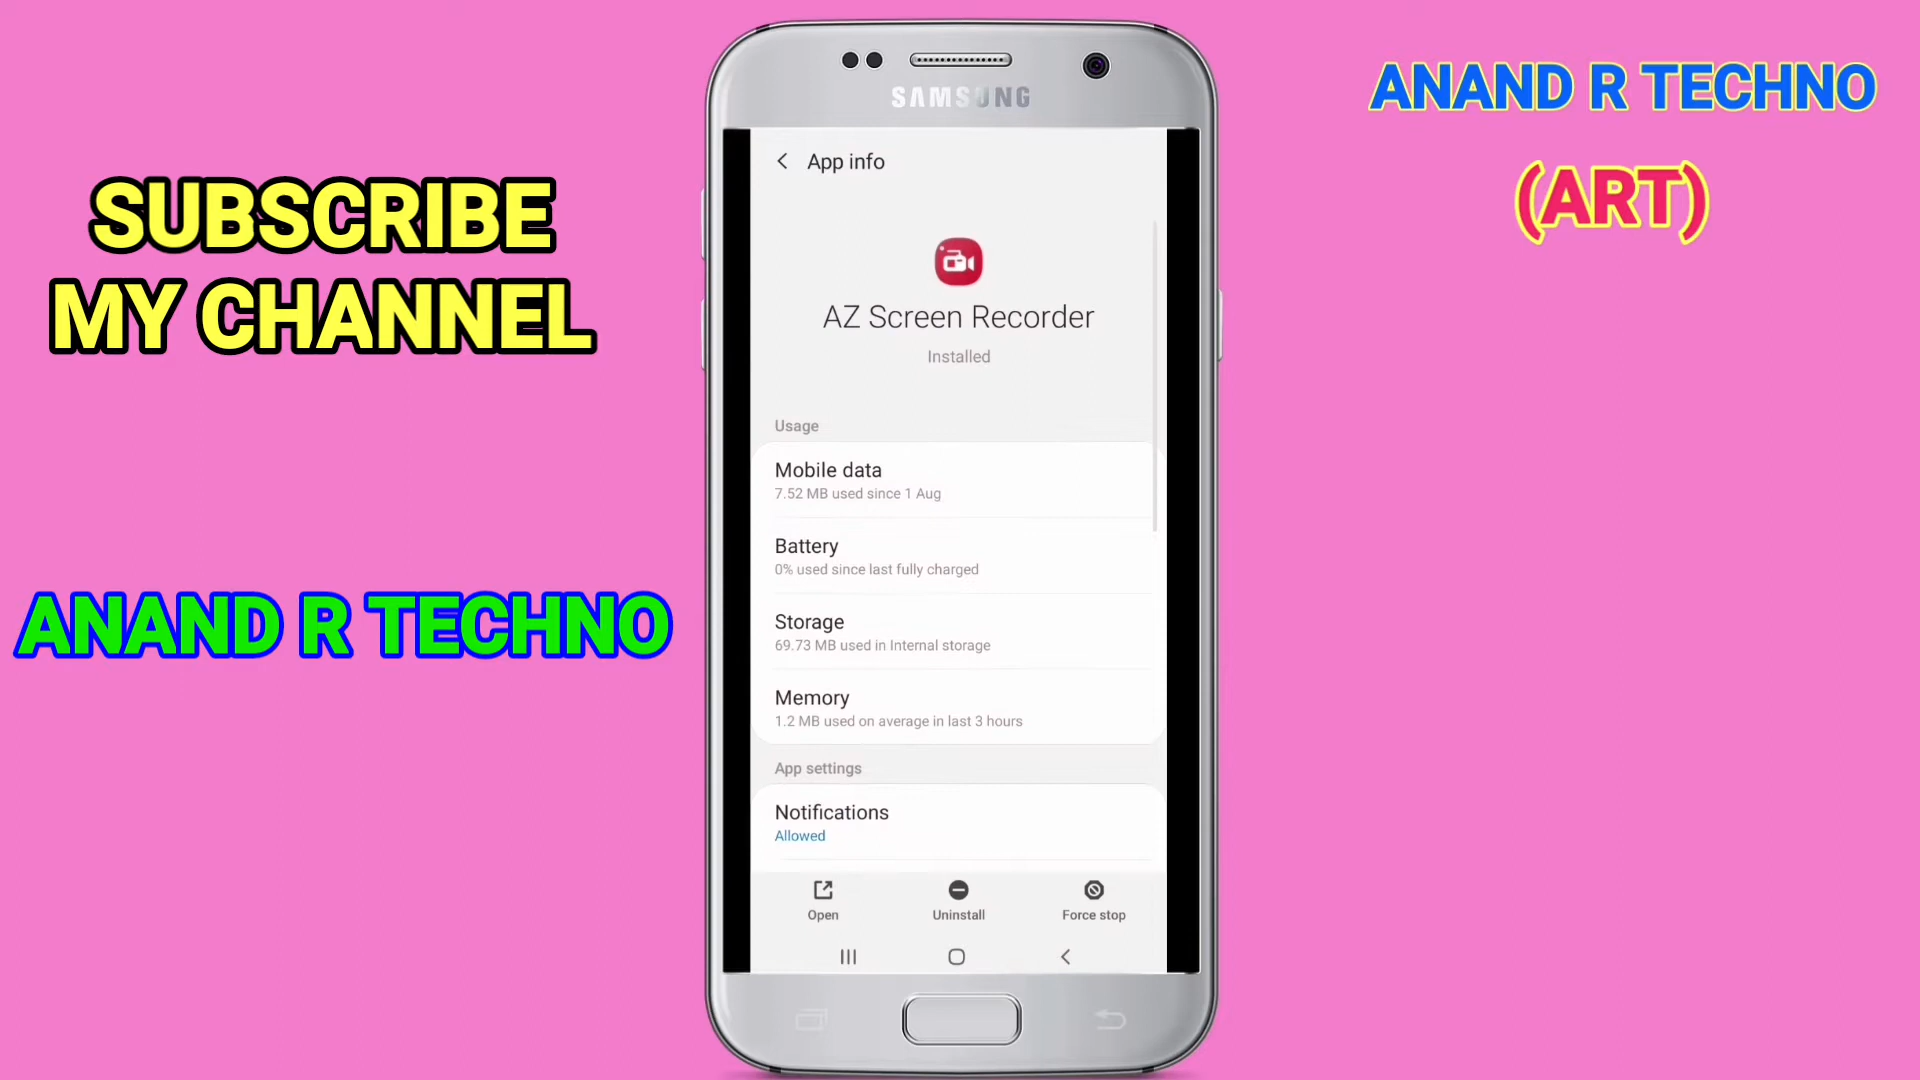 SUBSCRIBE
MY CHANNEL
ANAND R TECHNO
SAMSUNG
App info
AZ Screen Recorder
Installed
Usage
Mobile data
7.52 MB used since 1 Aug
Battery
0% used since last fully charged
Storage
69.73 MB used in Internal storage
Memory
1.2 MB used on average in last 3 hours
App settings
Notifications
Allowed
Open
Uninstall
Force stop
ANAND R TECHNO
(ART)